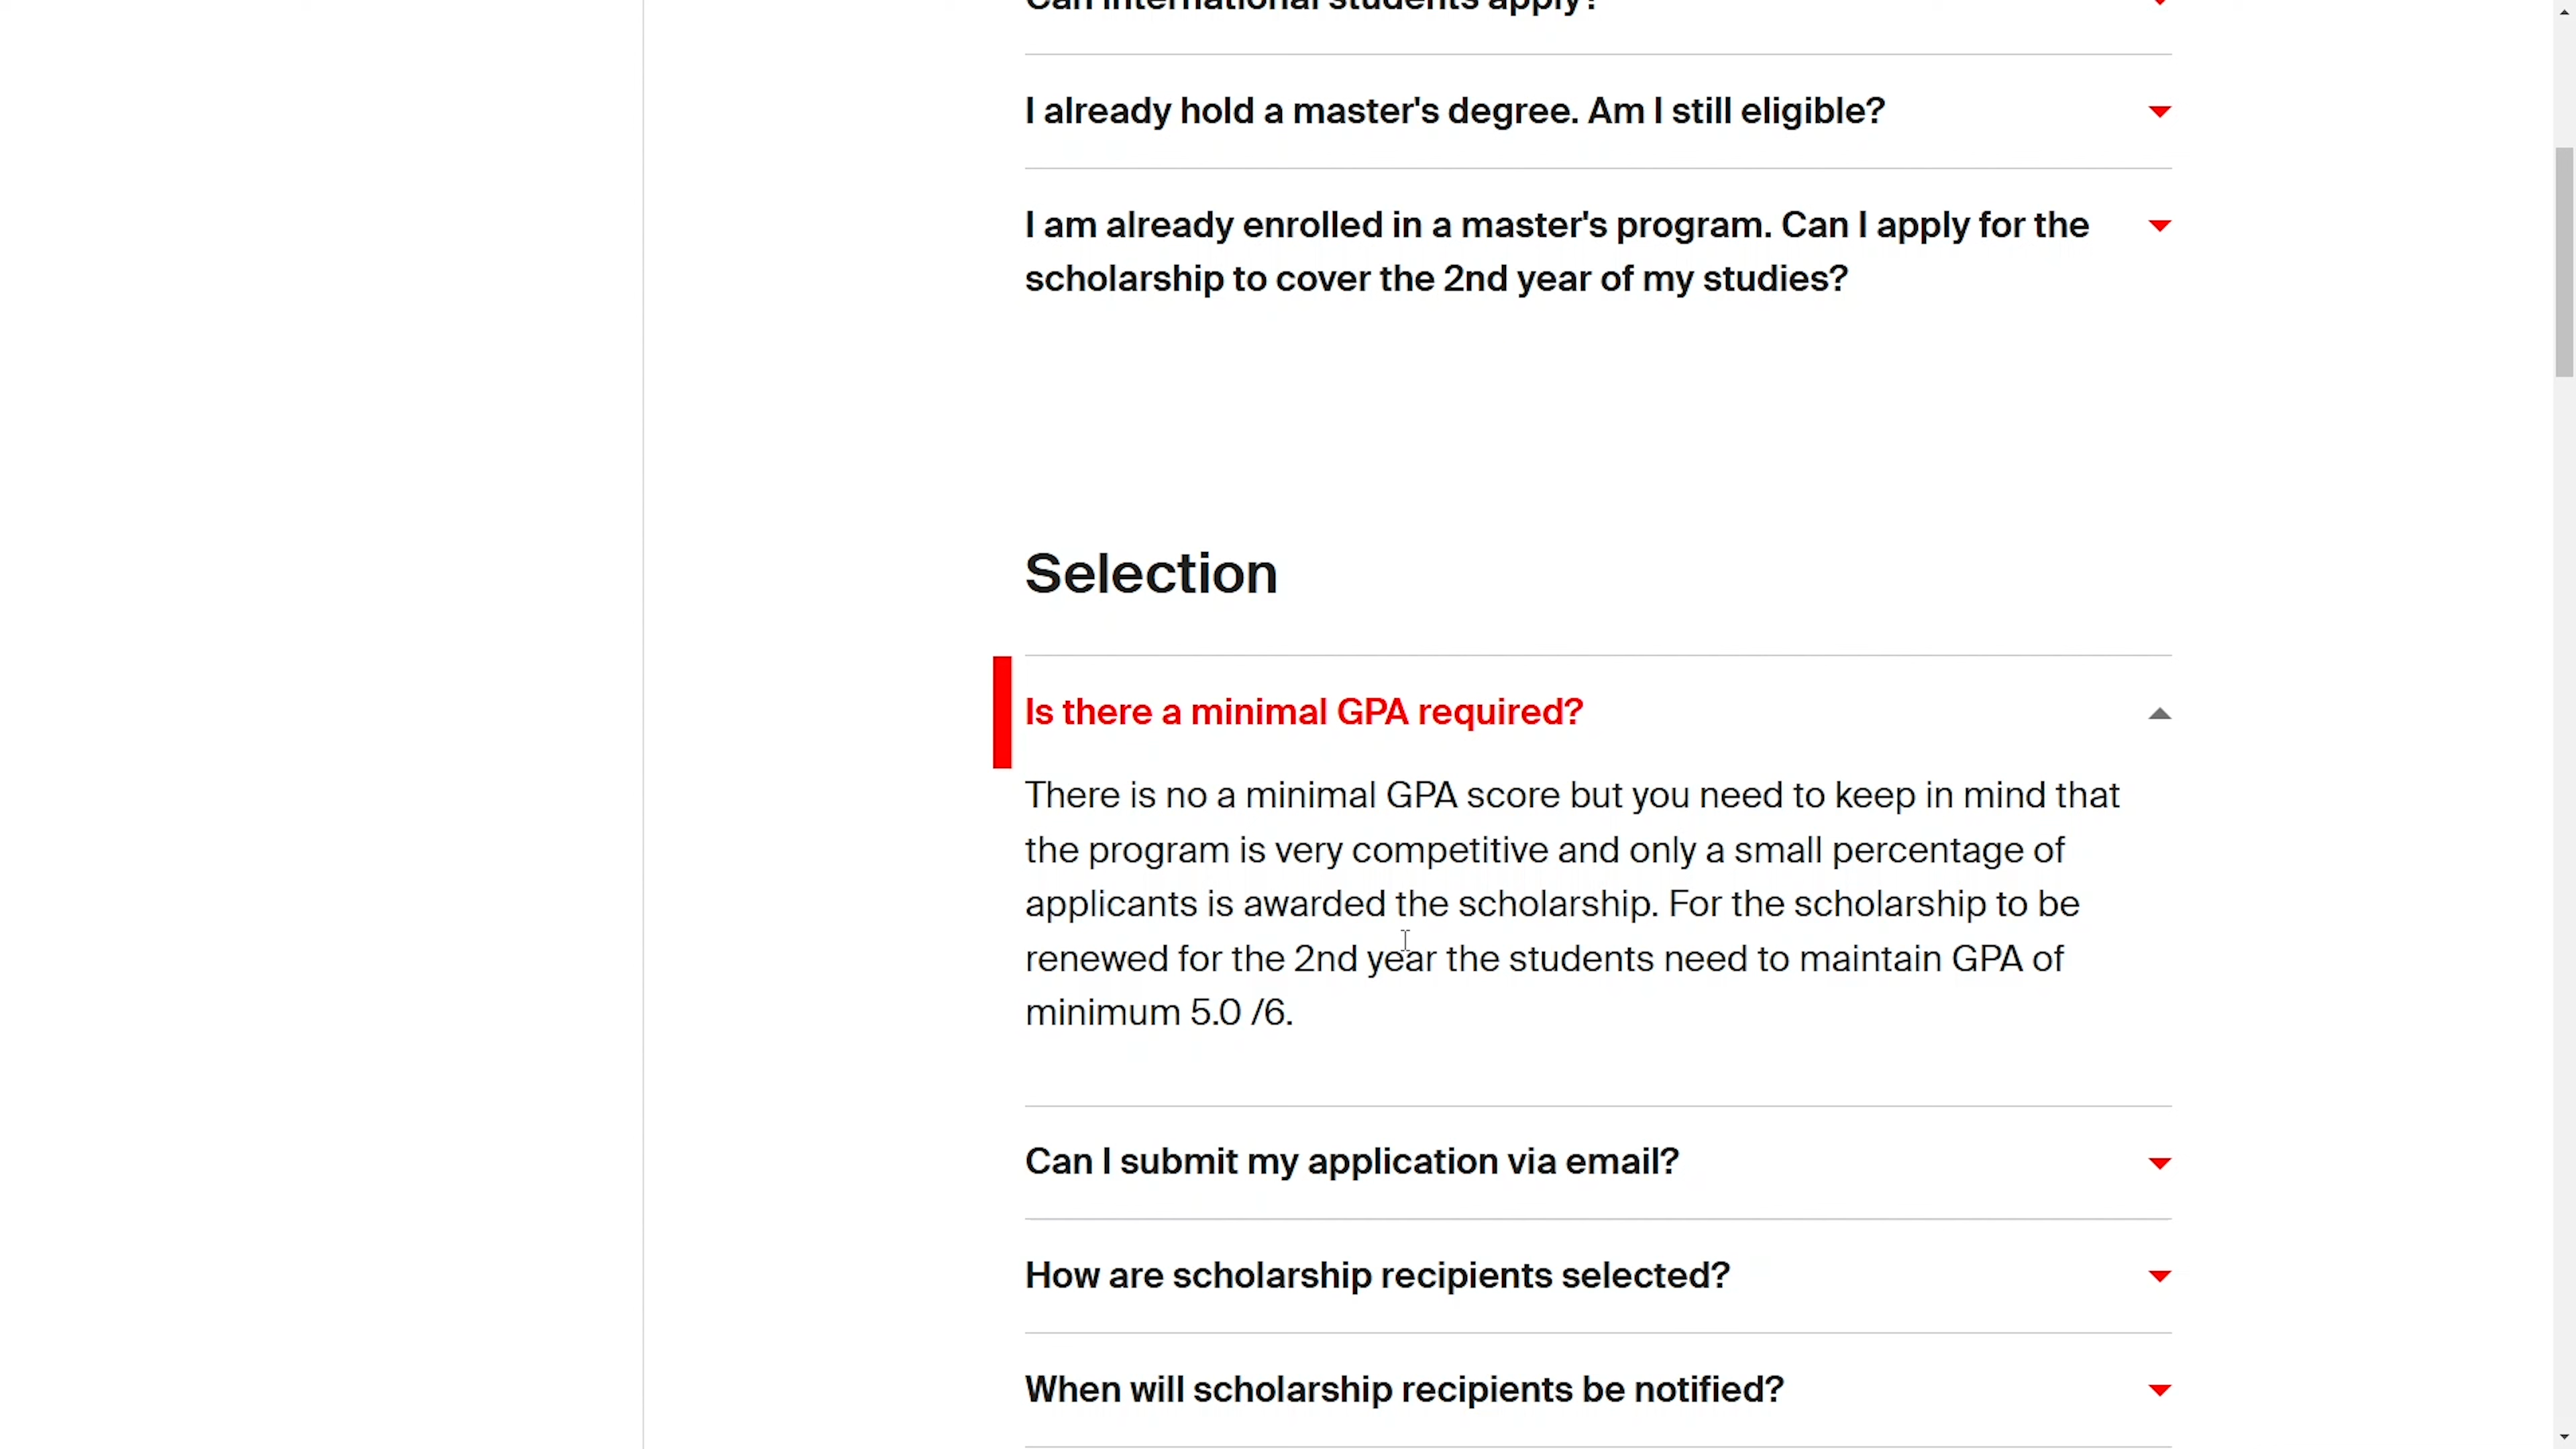 Can international students apply?
I already hold a master's degree. Am I still eligible?
I am already enrolled in a master's program. Can I apply for the
scholarship to cover the 2nd year of my studies?
Selection
Is there a minimal GPA required?
There is no a minimal GPA score but you need to keep in mind that
the program is very competitive and only a small percentage of
applicants is awarded the scholarship. For the scholarship to be
renewed for the 2nd year the students need to maintain GPA of
minimum 5.0 /6.
Can I submit my application via email?
How are scholarship recipients selected?
When will scholarship recipients be notified?